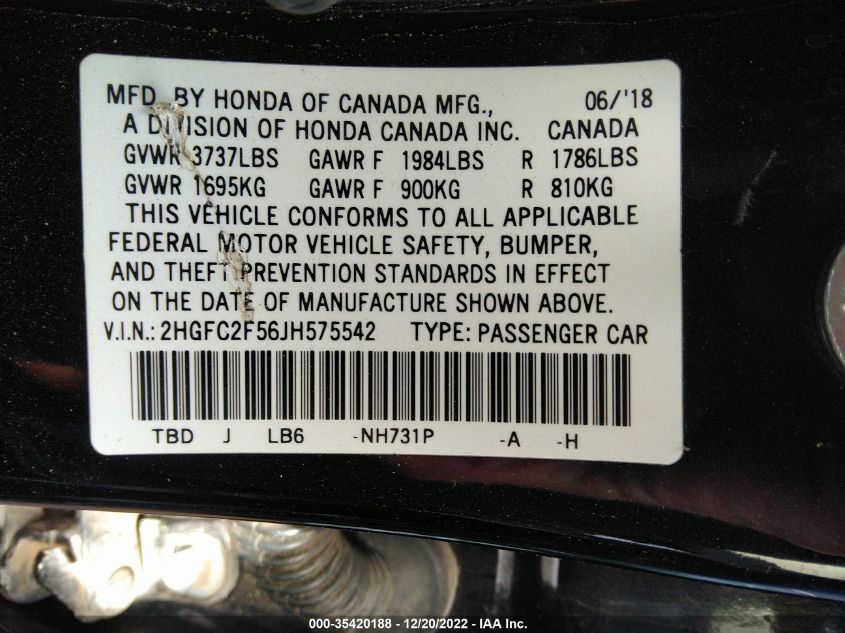 MFD. BY HONDA OF CANADA MFG., 06/'18
A DIVISION OF HONDA CANADA INC. CANADA
GVWR 3737LBS GAWR F 1984LBS R 1786LBS
GVWR 1695KG GAWR F 900KG R 810KG
THIS VEHICLE CONFORMS TO ALL APPLICABLE
FEDERAL MOTOR VEHICLE SAFETY, BUMPER,
AND THEFT PREVENTION STANDARDS IN EFFECT
ON THE DATE OF MANUFACTURE SHOWN ABOVE.
V.I.N.: 2HGFC2F56JH575542 TYPE: PASSENGER CAR
TBD J LB6 -NH731P -A -H
000-35420188 - 12/20/2022 - IAA Inc.